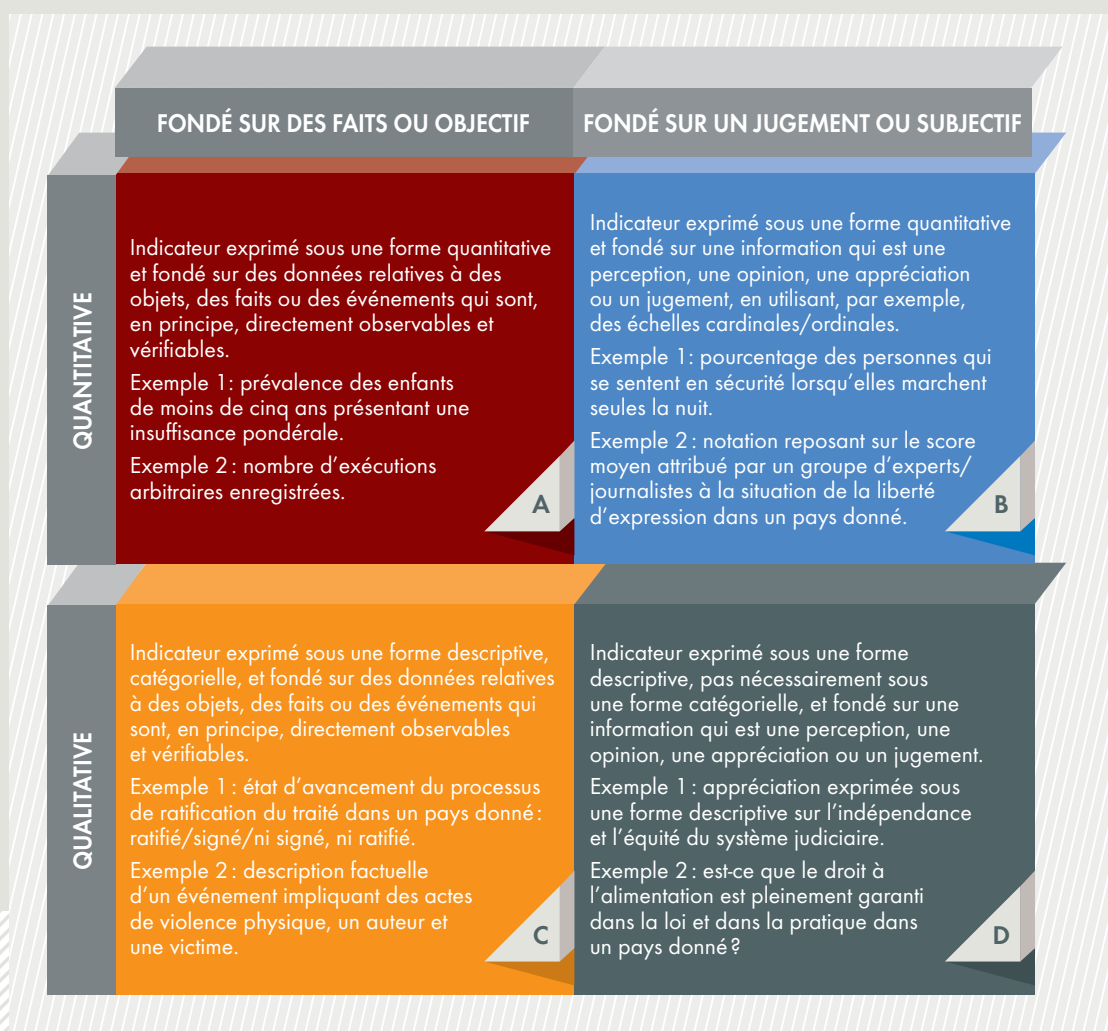 FONDÉ SUR DES FAITS OU OBJECTIF
FONDÉ SUR UN JUGEMENT OU SUBJECTIF
QUANTITATIVE
Indicateur exprimé sous une forme quantitative
et fondé sur des données relatives à des
objets, des faits ou des événements qui sont,
en principe, directement observables et
vérifiables.
Exemple 1: prévalence des enfants
de moins de cinq ans présentant une
insuffisance pondérale.
Exemple 2 : nombre d'exécutions
arbitraires enregistrées.
A
Indicateur exprimé sous une forme quantitative
et fondé sur une information qui est une
perception, une opinion, une appréciation
ou un jugement, en utilisant, par exemple,
des échelles cardinales/ordinales.
Exemple 1: pourcentage des personnes qui
se sentent en sécurité lorsqu'elles marchent
seules la nuit.
Exemple 2 : notation reposant sur le score
moyen attribué par un groupe d'experts/
journalistes à la situation de la liberté
d'expression dans un pays donné.
B
QUALITATIVE
Indicateur exprimé sous une forme descriptive,
catégorielle, et fondé sur des données relatives
à des objets, des faits ou des événements qui
sont, en principe, directement observables
et vérifiables.
Exemple 1 : état d'avancement du processus
de ratification du traité dans un pays donné :
ratifié/signé/ni signé, ni ratifié.
Exemple 2 : description factuelle
d'un événement impliquant des actes
de violence physique, un auteur et
une victime.
C
Indicateur exprimé sous une forme
descriptive, pas nécessairement sous
une forme catégorielle, et fondé sur une
information qui est une perception, une
opinion, une appréciation ou un jugement.
Exemple 1 : appréciation exprimée sous
une forme descriptive sur l'indépendance
et l'équité du système judiciaire.
Exemple 2 : est-ce que le droit à
l'alimentation est pleinement garanti
dans la loi et dans la pratique dans
un pays donné ?
D